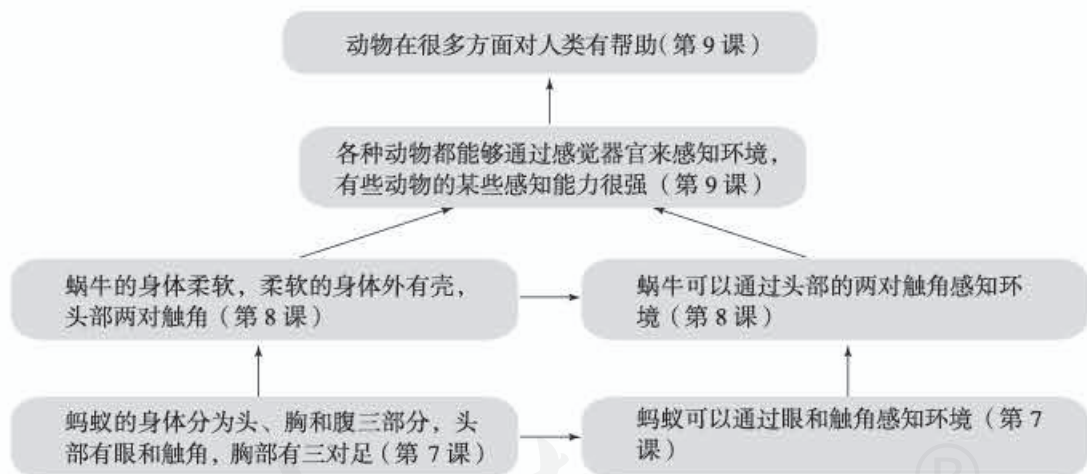 动物在很多方面对人类有帮助(第 9 课)
各种动物都能够通过感觉器官来感知环境，
有些动物的某些感知能力很强（第 9 课）
蜗牛的身体柔软，柔软的身体外有壳，
头部两对触角（第 8 课）
蜗牛可以通过头部的两对触角感知环
境（第 8 课）
蚂蚁的身体分为头、胸和腹三部分，头
部有眼和触角，胸部有三对足（第 7 课）
蚂蚁可以通过眼和触角感知环境（第 7
课）
R